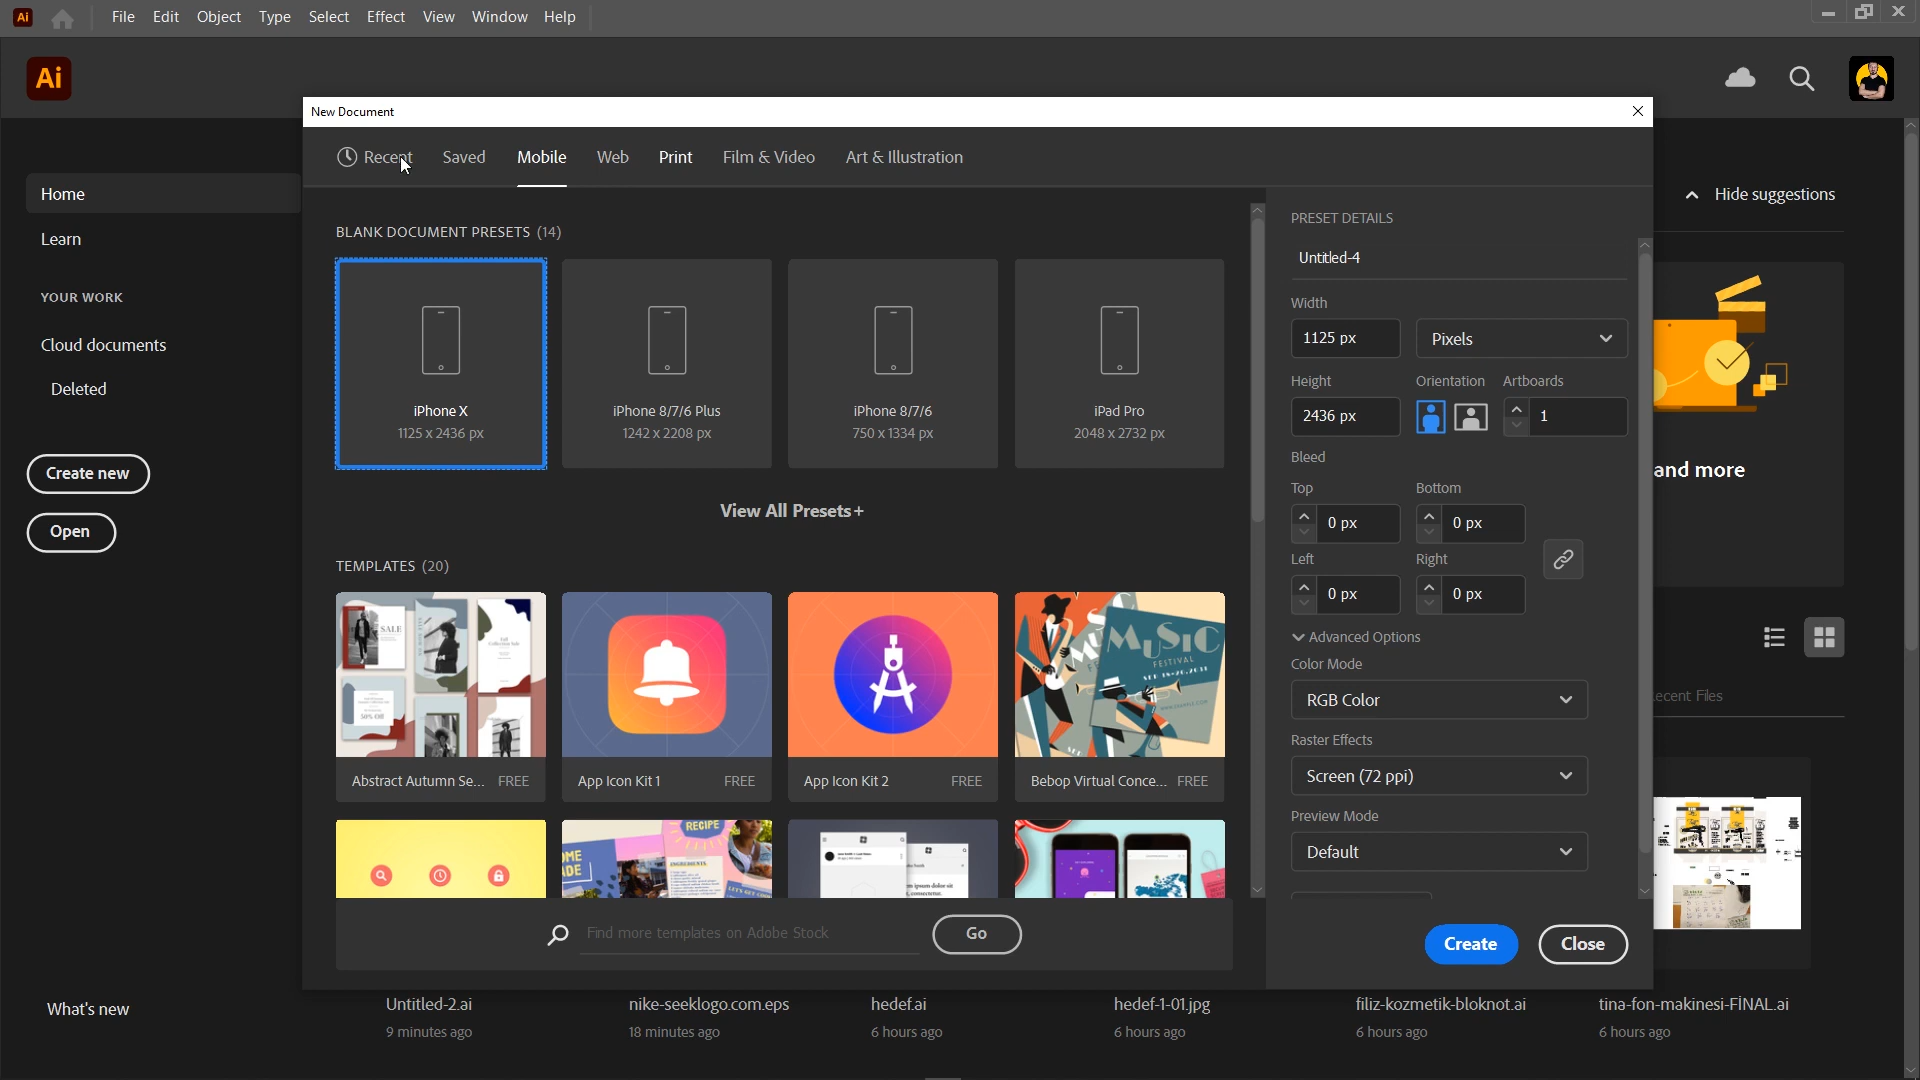 Ai File Edit Object Type Select Effect View Window Help
Ai
New Document
Recent Saved Mobile Web Print Film & Video Art & Illustration
Home
Learn
YOUR WORK
Cloud documents
Deleted
Create new
Open
What's new
BLANK DOCUMENT PRESETS (14)
iPhone X
1125 x 2436 px
iPhone 8/7/6 Plus
1242 x 2208 px
iPhone 8/7/6
750 x 1334 px
iPad Pro
2048 x 2732 px
View All Presets+
TEMPLATES (20)
SALE
50% Off
MUSIC
FESTIVAL
Abstract Autumn Se... FREE
App Icon Kit 1 FREE
App Icon Kit 2 FREE
Bebop Virtual Conce... FREE
RECIPE
INGREDIENTS
Find more templates on Adobe Stock
Go
PRESET DETAILS
Untitled-4
Width
1125 px Pixels
Height Orientation Artboards
2436 px 1
Bleed
Top Bottom
0 px 0 px
Left Right
0 px 0 px
Advanced Options
Color Mode
RGB Color
Raster Effects
Screen (72 ppi)
Preview Mode
Default
Create Close
Hide suggestions
and more
ecent Files
Untitled-2.ai
9 minutes ago
nike-seeklogo.com.eps
18 minutes ago
hedef.ai
6 hours ago
hedef-1-01.jpg
6 hours ago
filiz-kozmetik-bloknot.ai
6 hours ago
tina-fon-makinesi-FİNAL.ai
6 hours ago